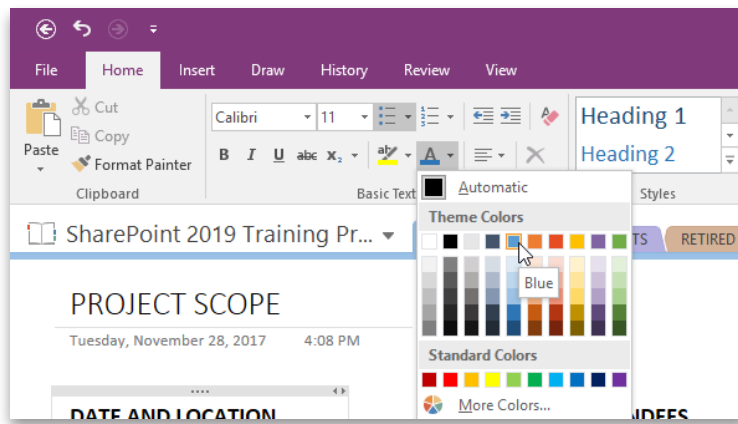 File Home Insert Draw History Review View
Cut
Calibri 11
Heading 1
Copy
Paste
Format Painter
B I U abc X₂ aby A
Heading 2
Clipboard
Basic Text
Styles
Automatic
Theme Colors
SharePoint 2019 Training Pr...
TS
RETIRED
Blue
PROJECT SCOPE
Tuesday, November 28, 2017 4:08 PM
Standard Colors
More Colors...
DATE AND LOCATION